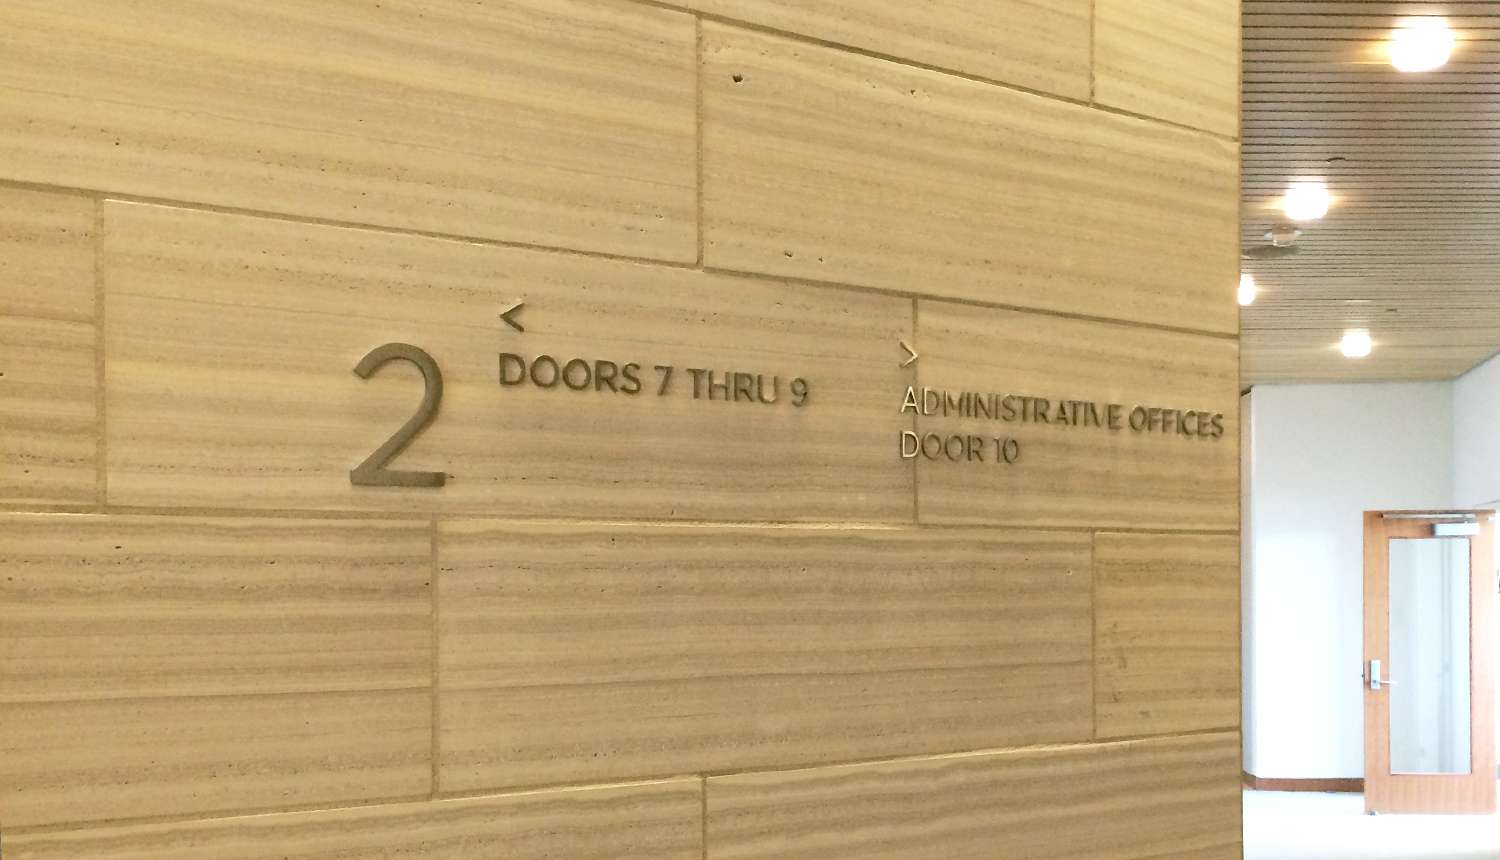 2
<
DOORS 7 THRU 9
>
ADMINISTRATIVE OFFICES
DOOR 10